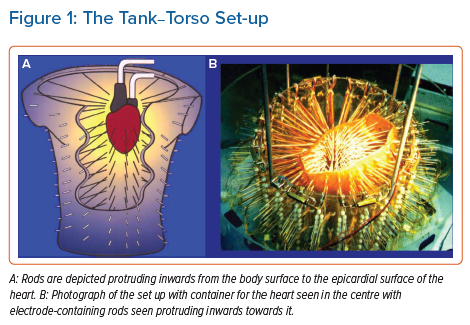 Figure 1: The Tank–Torso Set-up
A
B
A: Rods are depicted protruding inwards from the body surface to the epicardial surface of the
heart. B: Photograph of the set up with container for the heart seen in the centre with
electrode-containing rods seen protruding inwards towards it.